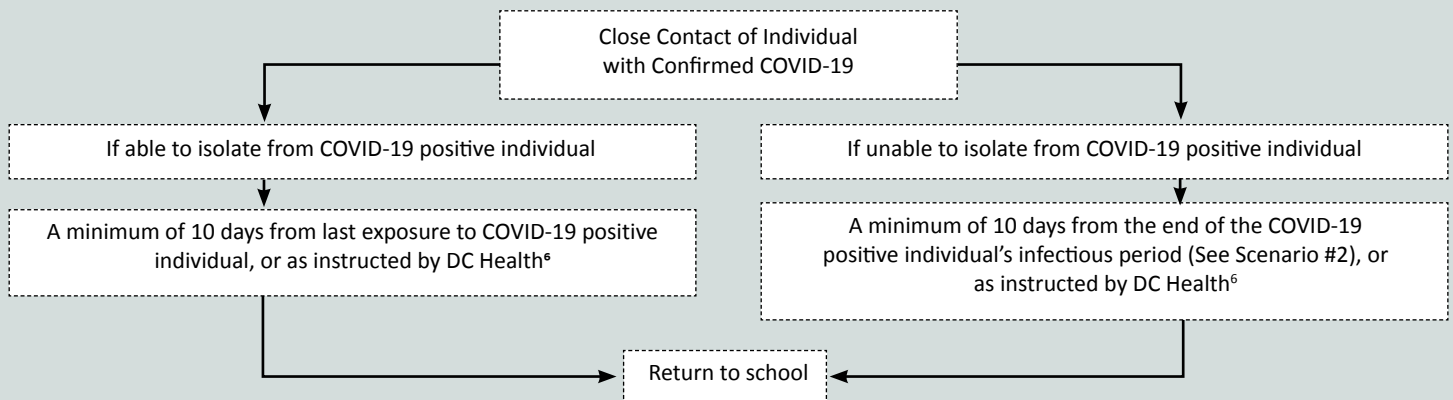 Close Contact of Individual
with Confirmed COVID-19
If able to isolate from COVID-19 positive individual
If unable to isolate from COVID-19 positive individual
A minimum of 10 days from last exposure to COVID-19 positive
individual, or as instructed by DC Health⁶
A minimum of 10 days from the end of the COVID-19
positive individual’s infectious period (See Scenario #2), or
as instructed by DC Health⁶
Return to school